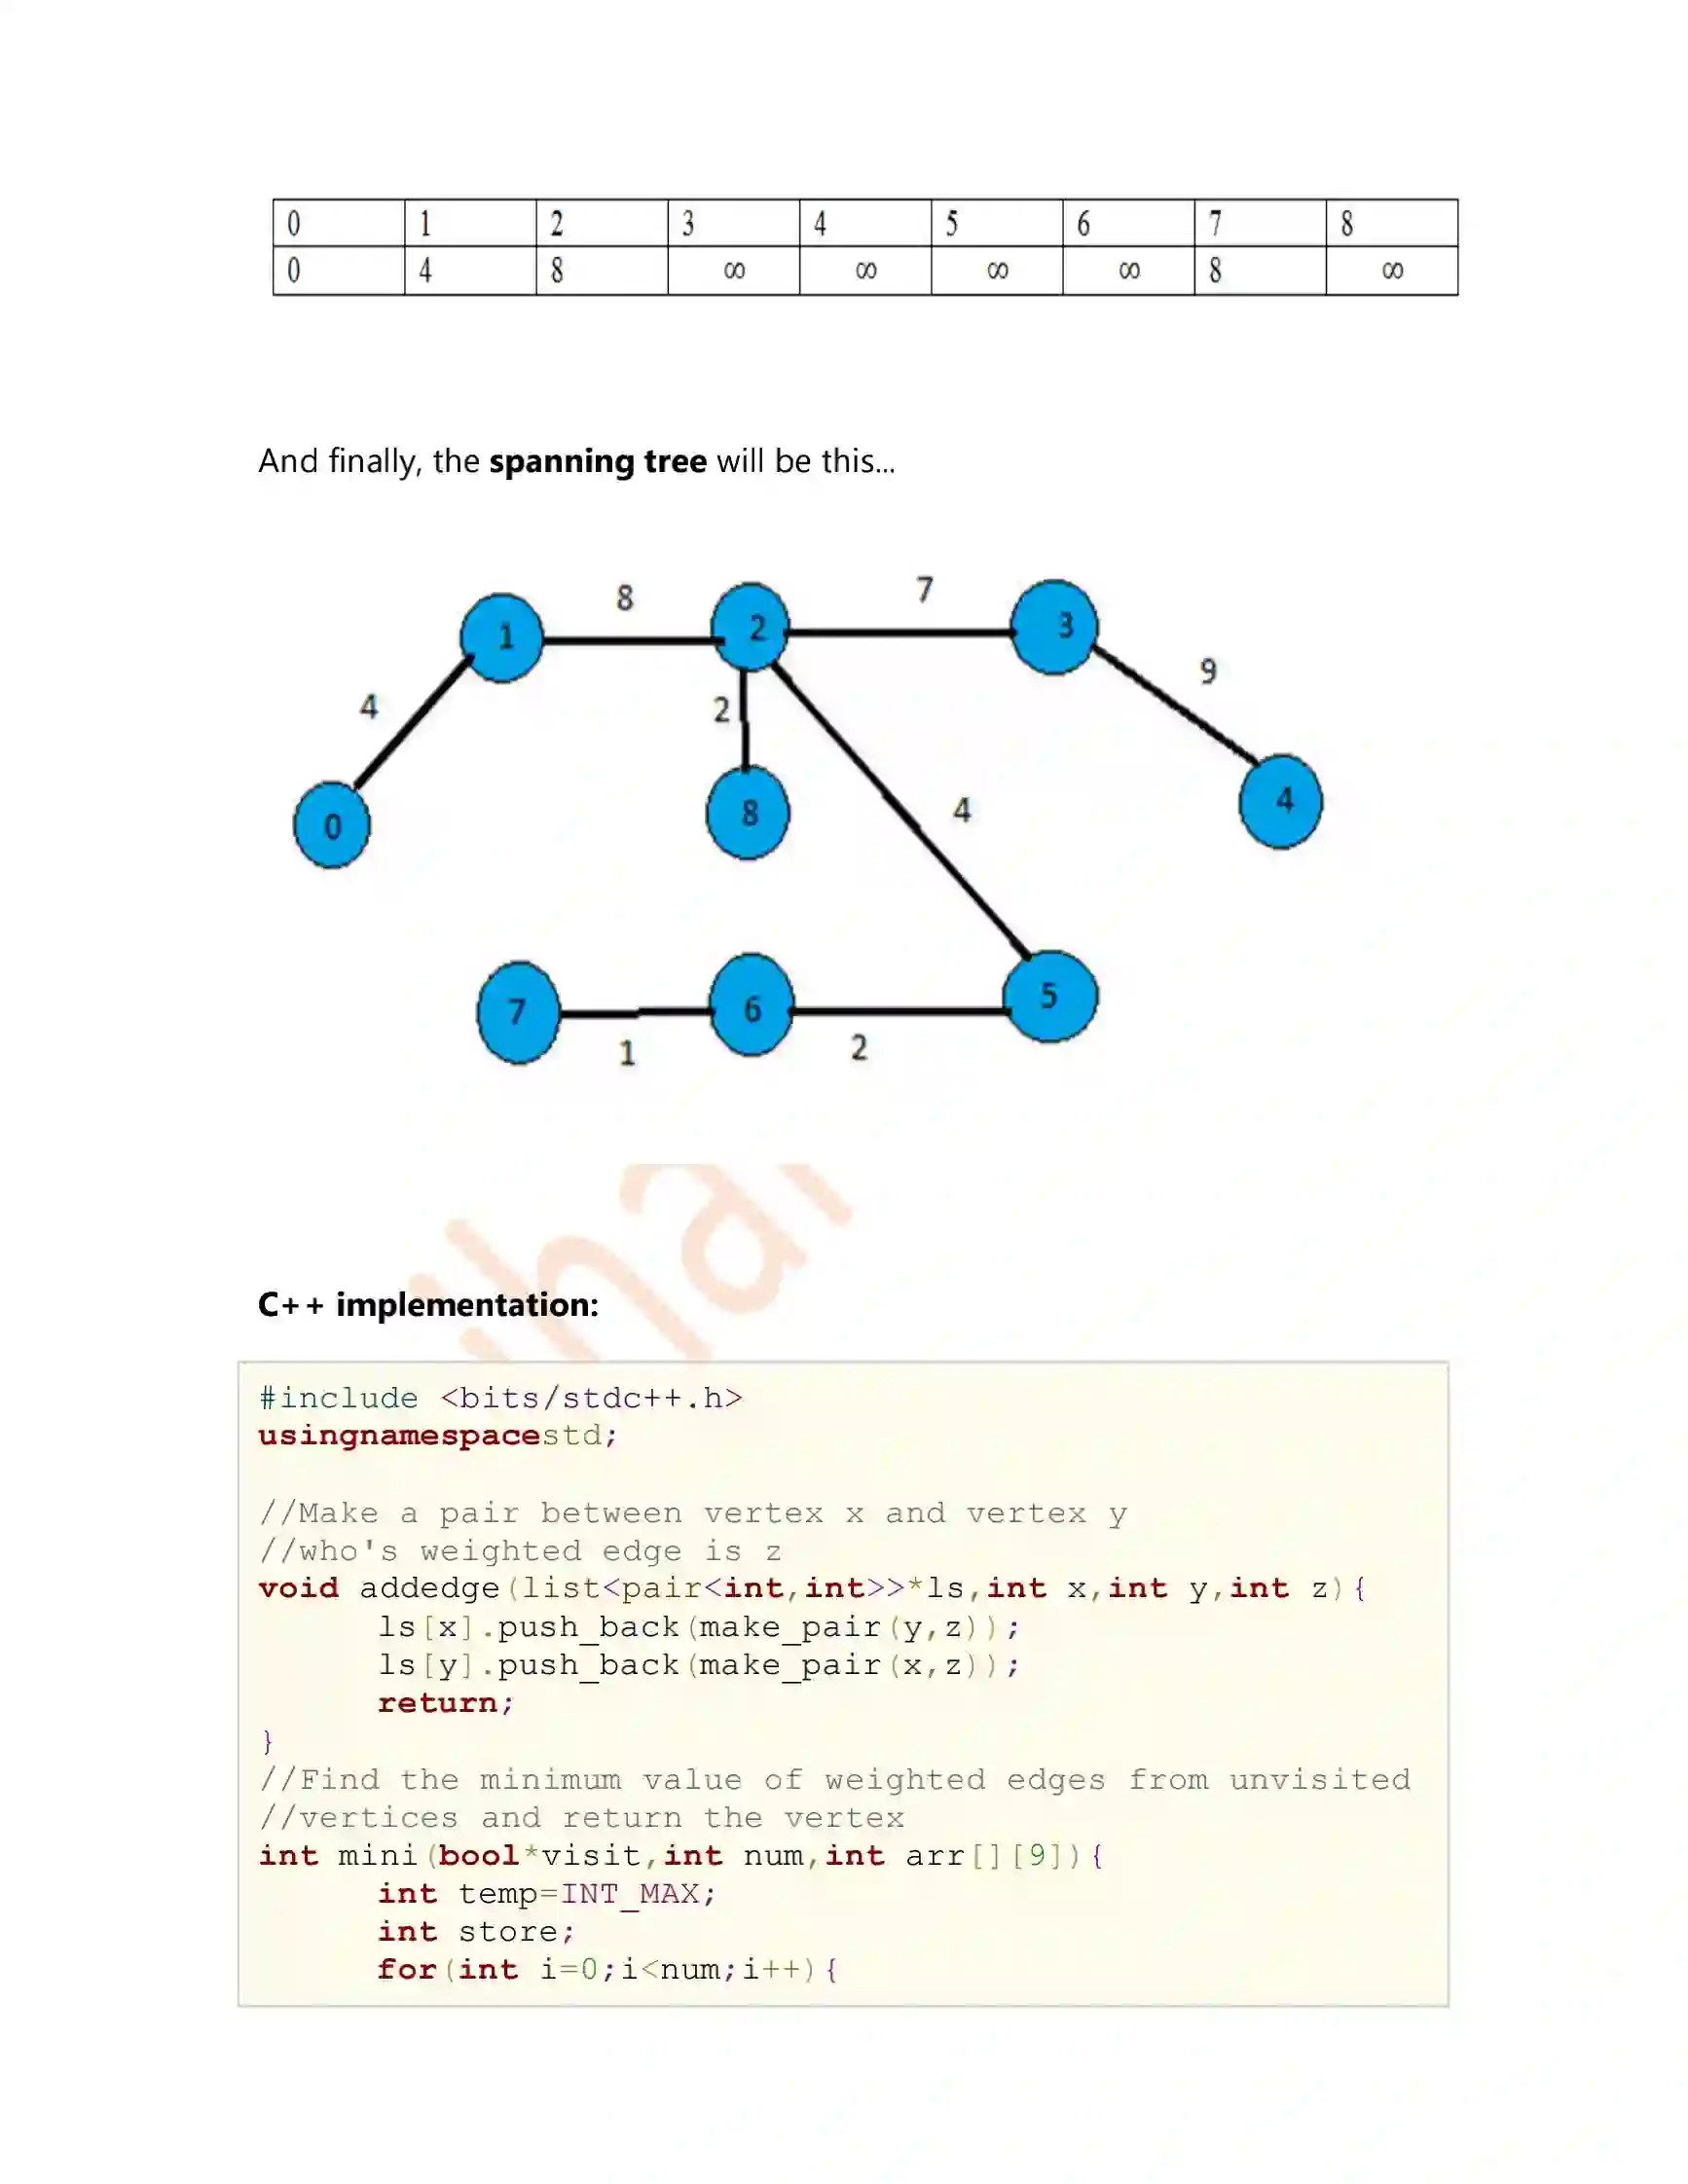 0 1 2 3 4 5 6 7 8
0 4 8 ∞ ∞ ∞ ∞ 8 ∞
And finally, the spanning tree will be this...
8 7
1 2 3
9
4 2
0 8 4 4
7 6 5
1 2
C++ implementation:
#include <bits/stdc++.h>
usingnamespacestd;
//Make a pair between vertex x and vertex y
//who's weighted edge is z
void addedge(list<pair<int,int>>*ls,int x,int y,int z){
ls[x].push_back(make_pair(y,z));
ls[y].push_back(make_pair(x,z));
return;
}
//Find the minimum value of weighted edges from unvisited
//vertices and return the vertex
int mini(bool*visit,int num,int arr[][9]){
int temp=INT_MAX;
int store;
for(int i=0;i<num;i++){